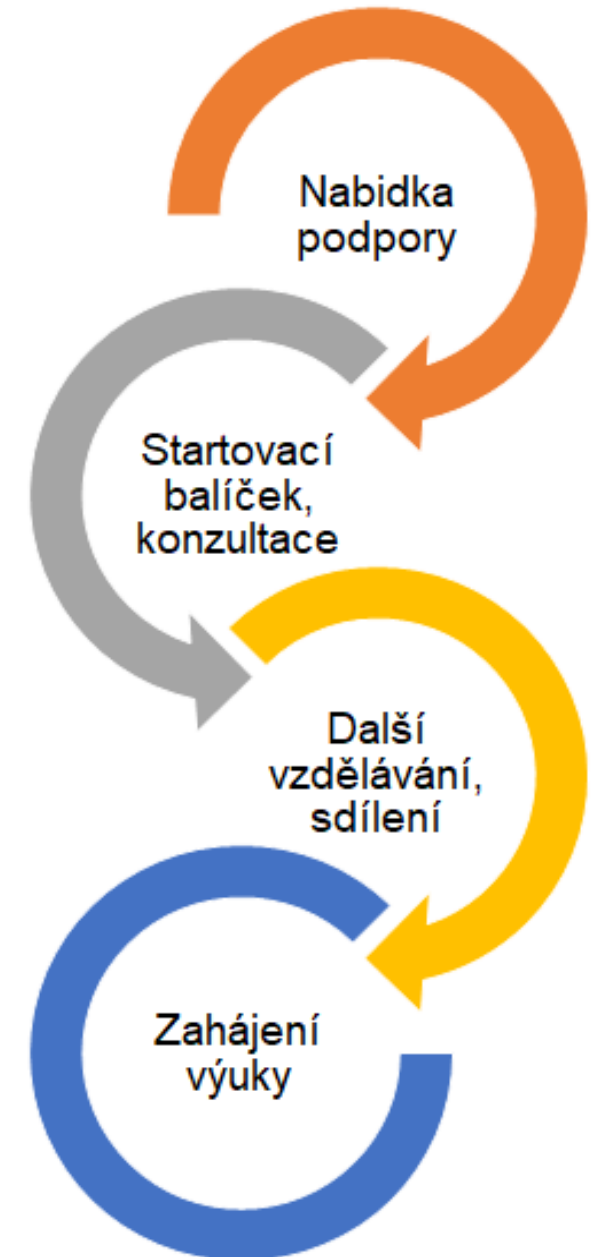 Nabidka
podpory
Startovací
balíček,
konzultace
Další
vzdělávání,
sdílení
Zahájení
výuky